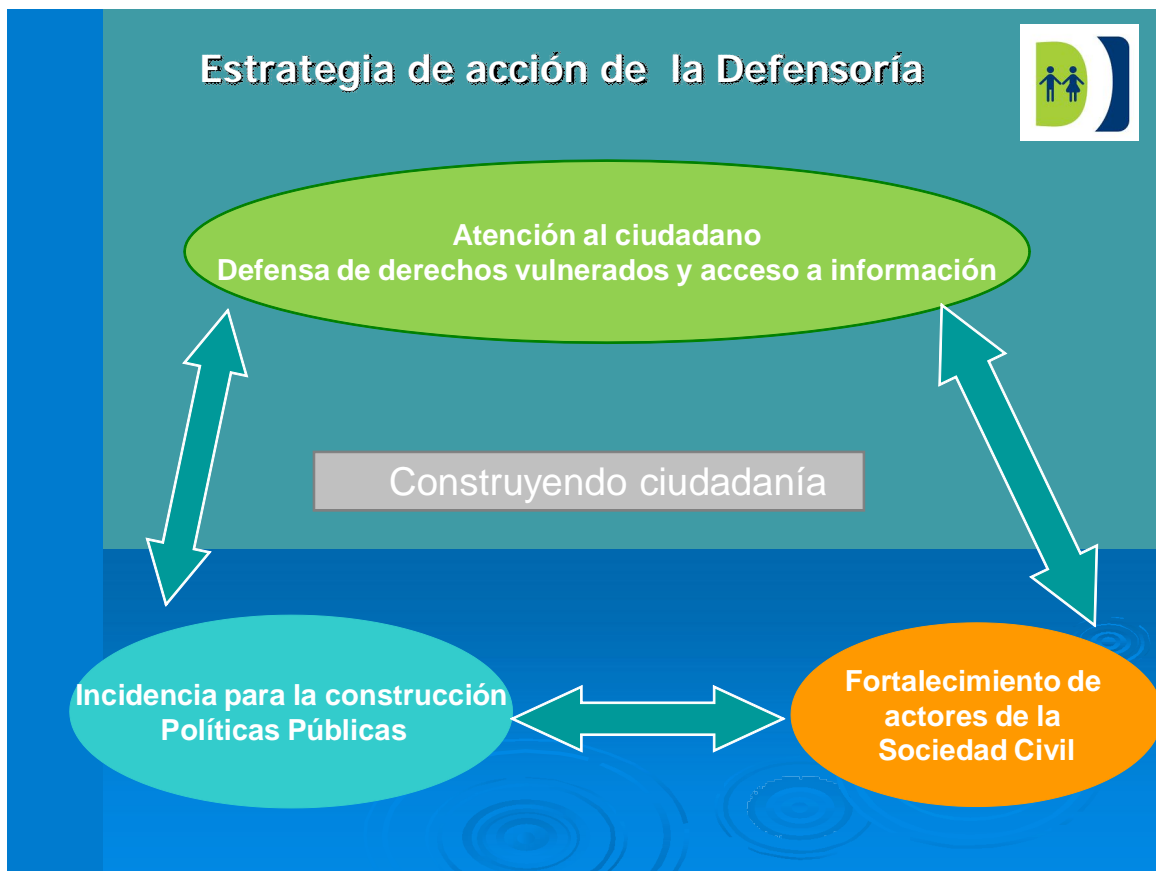 Estrategia de acción de la Defensoría
Atención al ciudadano
Defensa de derechos vulnerados y acceso a información
Construyendo ciudadanía
Incidencia para la construcción
Políticas Públicas
Fortalecimiento de
actores de la
Sociedad Civil